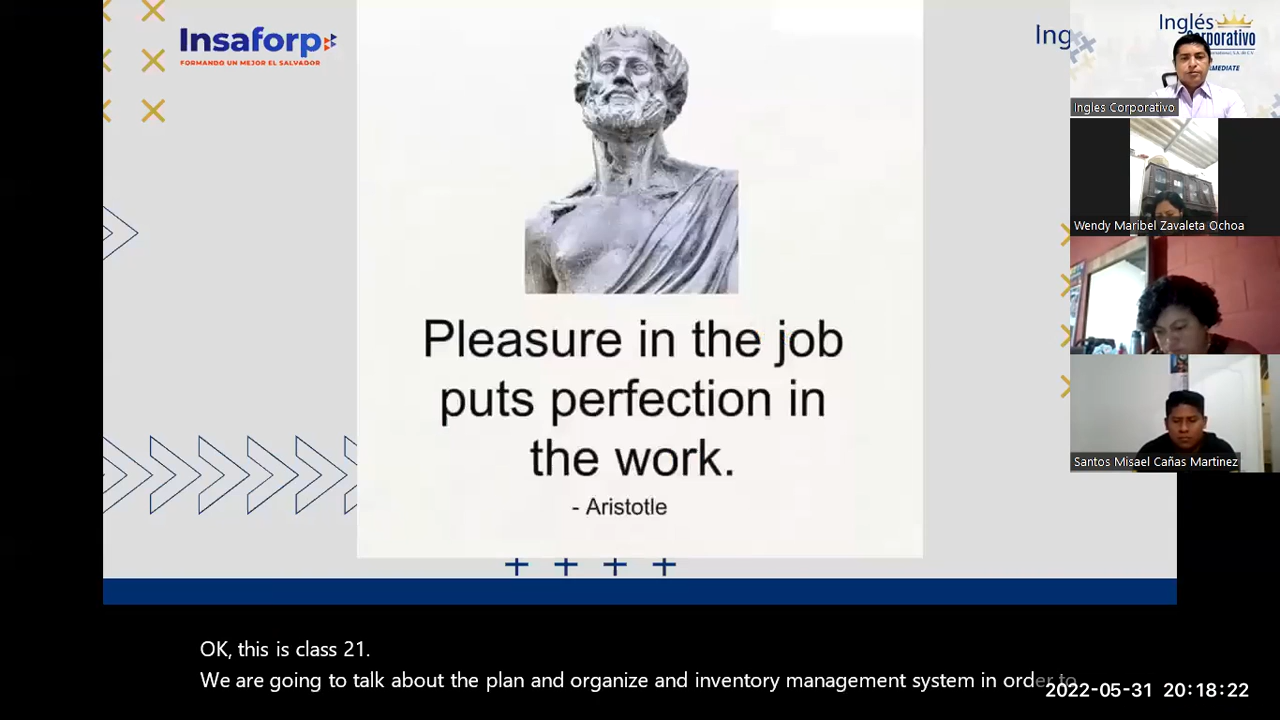 Insaforp
FORMANDO UN MEJOR EL SALVADOR
Ing
Inglés
Corporativo
Ingles Corporativo
Wendy Maribel Zavaleta Ochoa
Santos Misael Cañas Martinez
Pleasure in the job
puts perfection in
the work.
- Aristotle
OK, this is class 21.
We are going to talk about the plan and organize and inventory management system in order to
2022-05-31 20:18:22